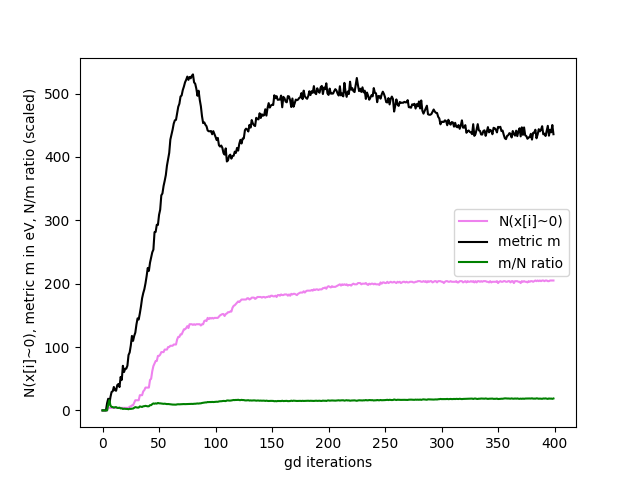 N(x[i]~0), metric m in eV, N/m ratio (scaled)
500
400
300
200
100
0
N(x[i]~0)
metric m
m/N ratio
0 50 100 150 200 250 300 350 400
gd iterations